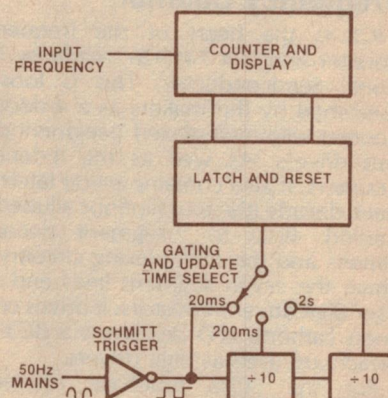 COUNTER AND
DISPLAY
INPUT
FREQUENCY
LATCH AND RESET
GATING
AND UPDATE
TIME SELECT
20ms
2s
200ms
SCHMITT
TRIGGER
50Hz
MAINS
÷10
÷10